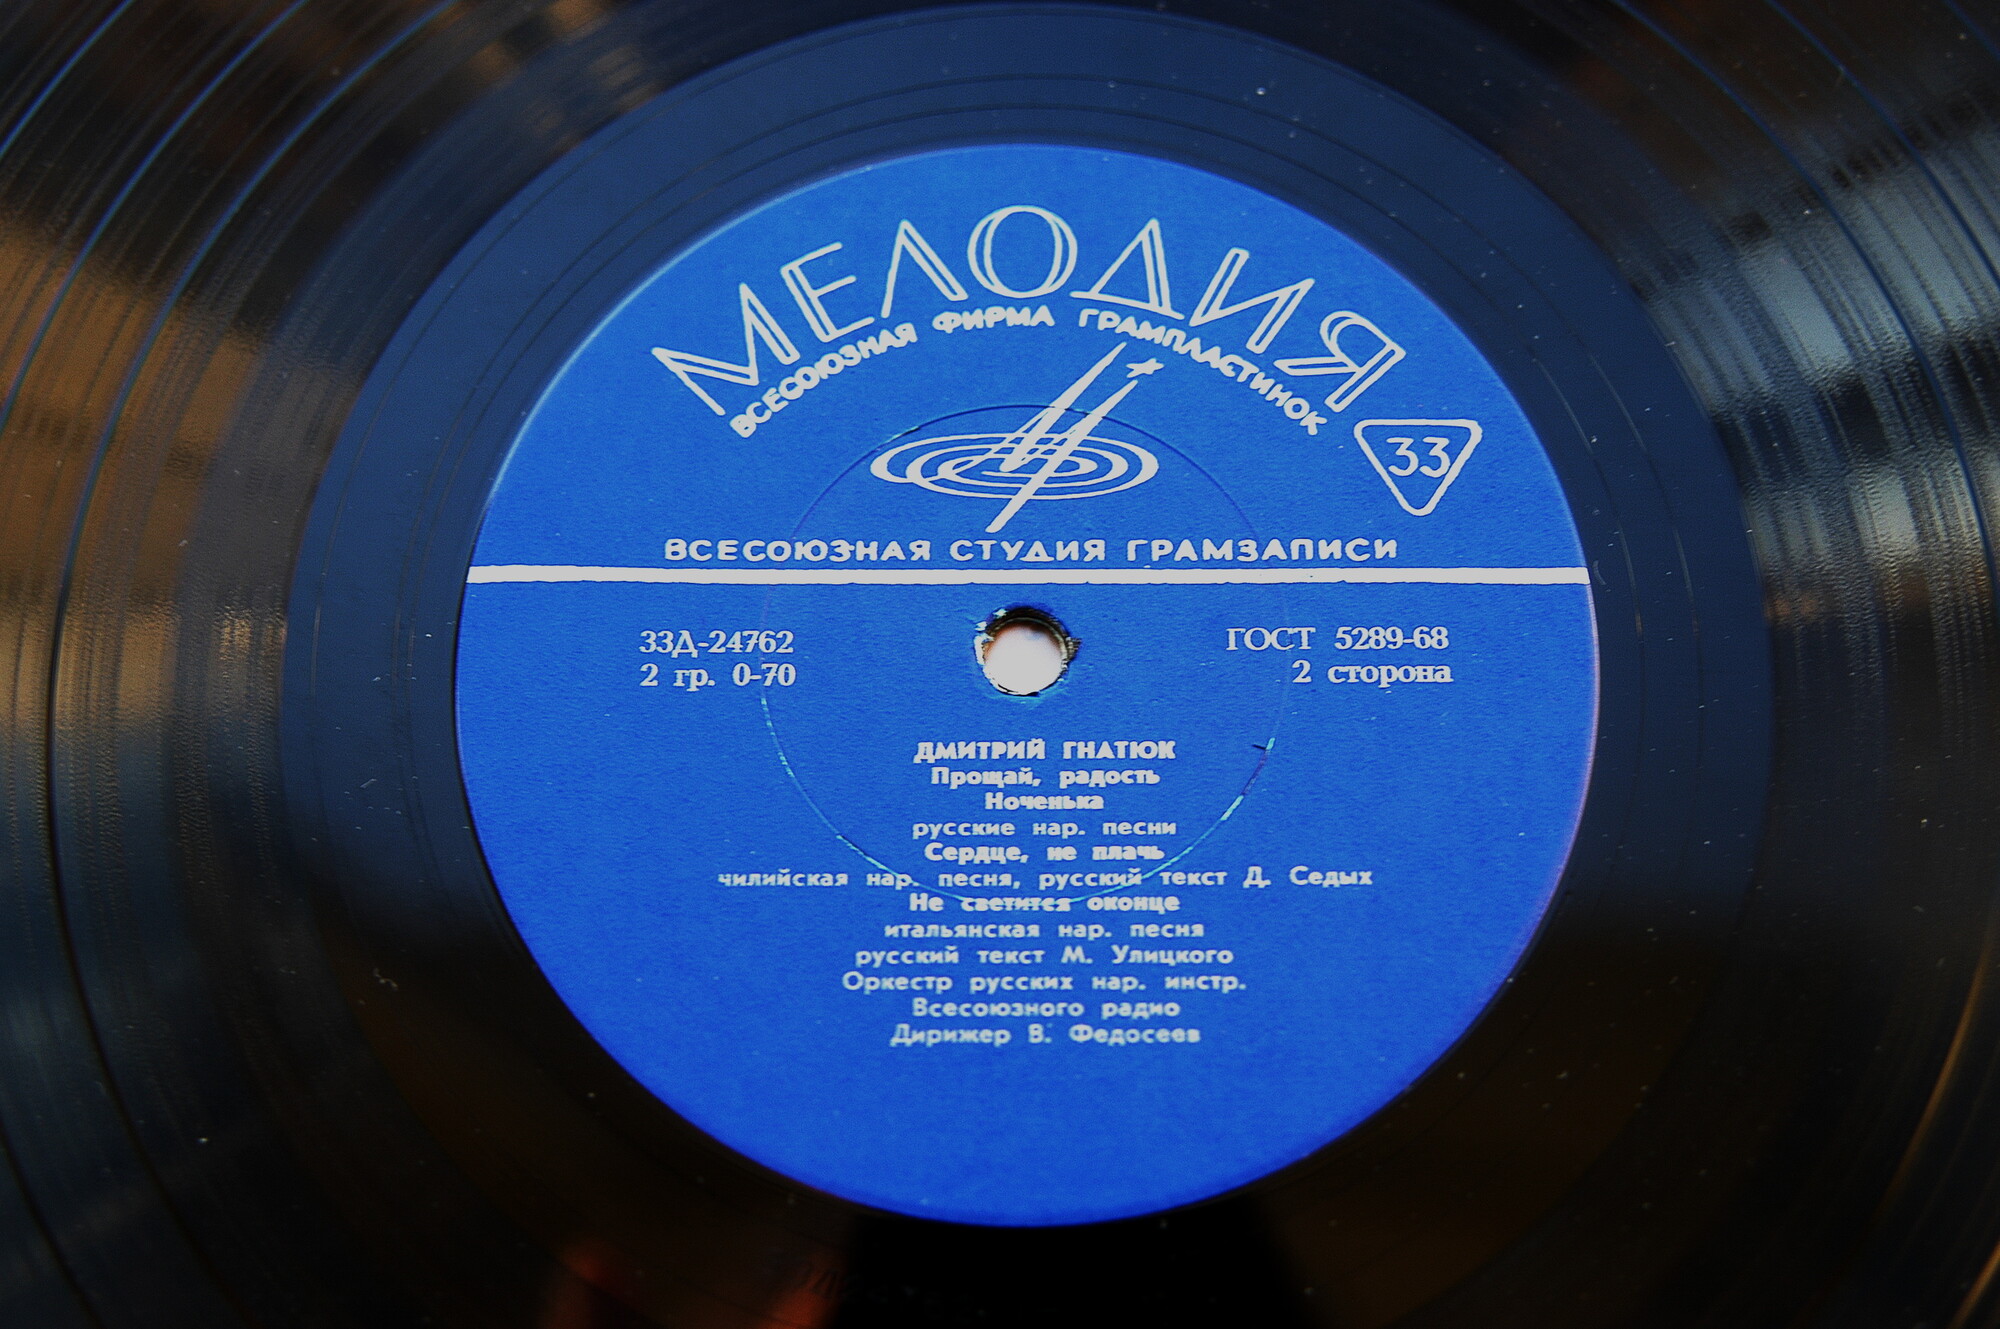 МЕЛОДИЯ
ВСЕСОЮЗНАЯ ФИРМА ГРАМПЛАСТИНОК
33
ВСЕСОЮЗНАЯ СТУДИЯ ГРАМЗАПИСИ
33Д-24762
2 гр. 0-70
ГОСТ 5289-68
2 сторона
ДМИТРИЙ ГНАТЮК
Прощай, радость
Ноченька
русские нар. песни
Сердце, не плачь
чилийская нар. песня, русский текст Д. Седых
Не светится оконце
итальянская нар. песня
русский текст М. Улицкого
Оркестр русских нар. инстр.
Всесоюзного радио
Дирижер В. Федосеев